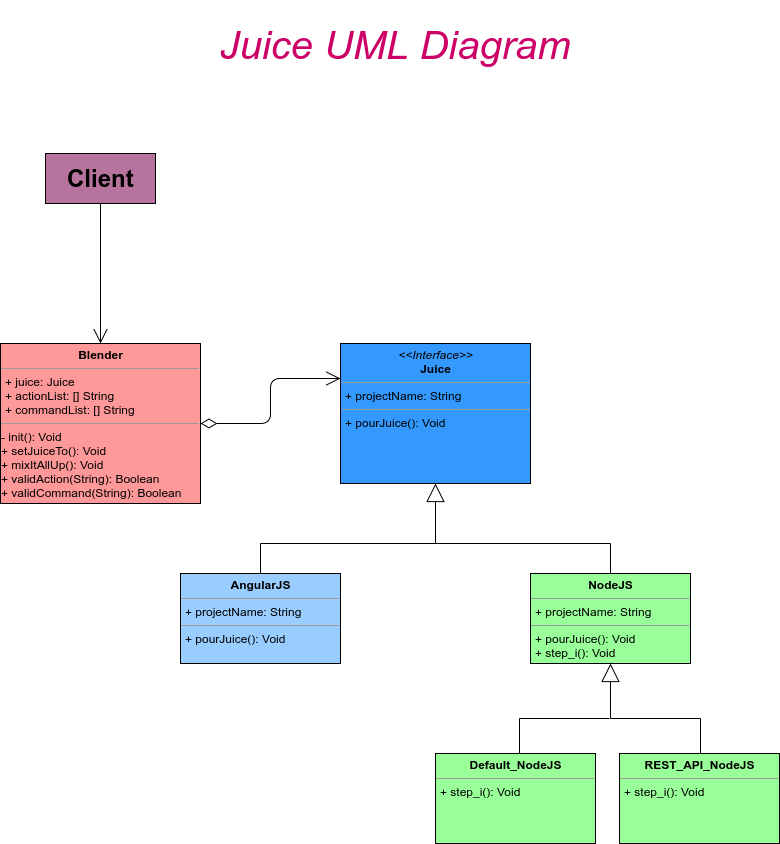 Juice UML Diagram
Client
Blender
+ juice: Juice
+ actionList: [] String
+ commandList: [] String
- init(): Void
+ setJuiceTo(): Void
+ mixItAllUp(): Void
+ validAction(String): Boolean
+ validCommand(String): Boolean
<<Interface>>
Juice
+ projectName: String
+ pourJuice(): Void
AngularJS
+ projectName: String
+ pourJuice(): Void
NodeJS
+ projectName: String
+ pourJuice(): Void
+ step_i(): Void
Default_NodeJS
+ step_i(): Void
REST_API_NodeJS
+ step_i(): Void